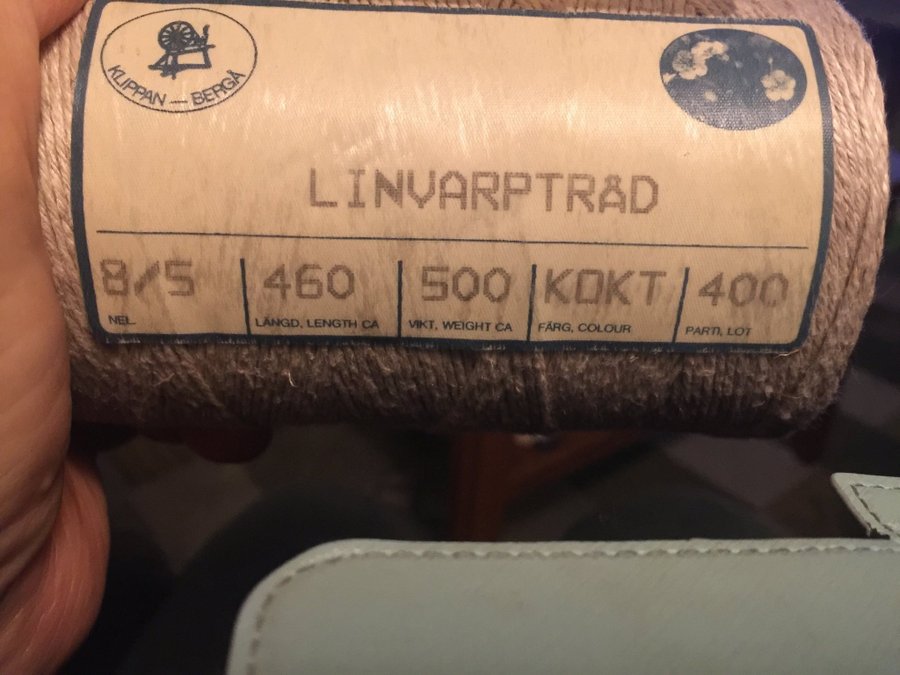 KLIPPAN — BERGÅ
LINVARPTRÅD
8/5 460 500 KOKT 400
NEL LÄNGD, LENGTH CA VIKT, WEIGHT CA FÄRG, COLOUR PARTI, LOT